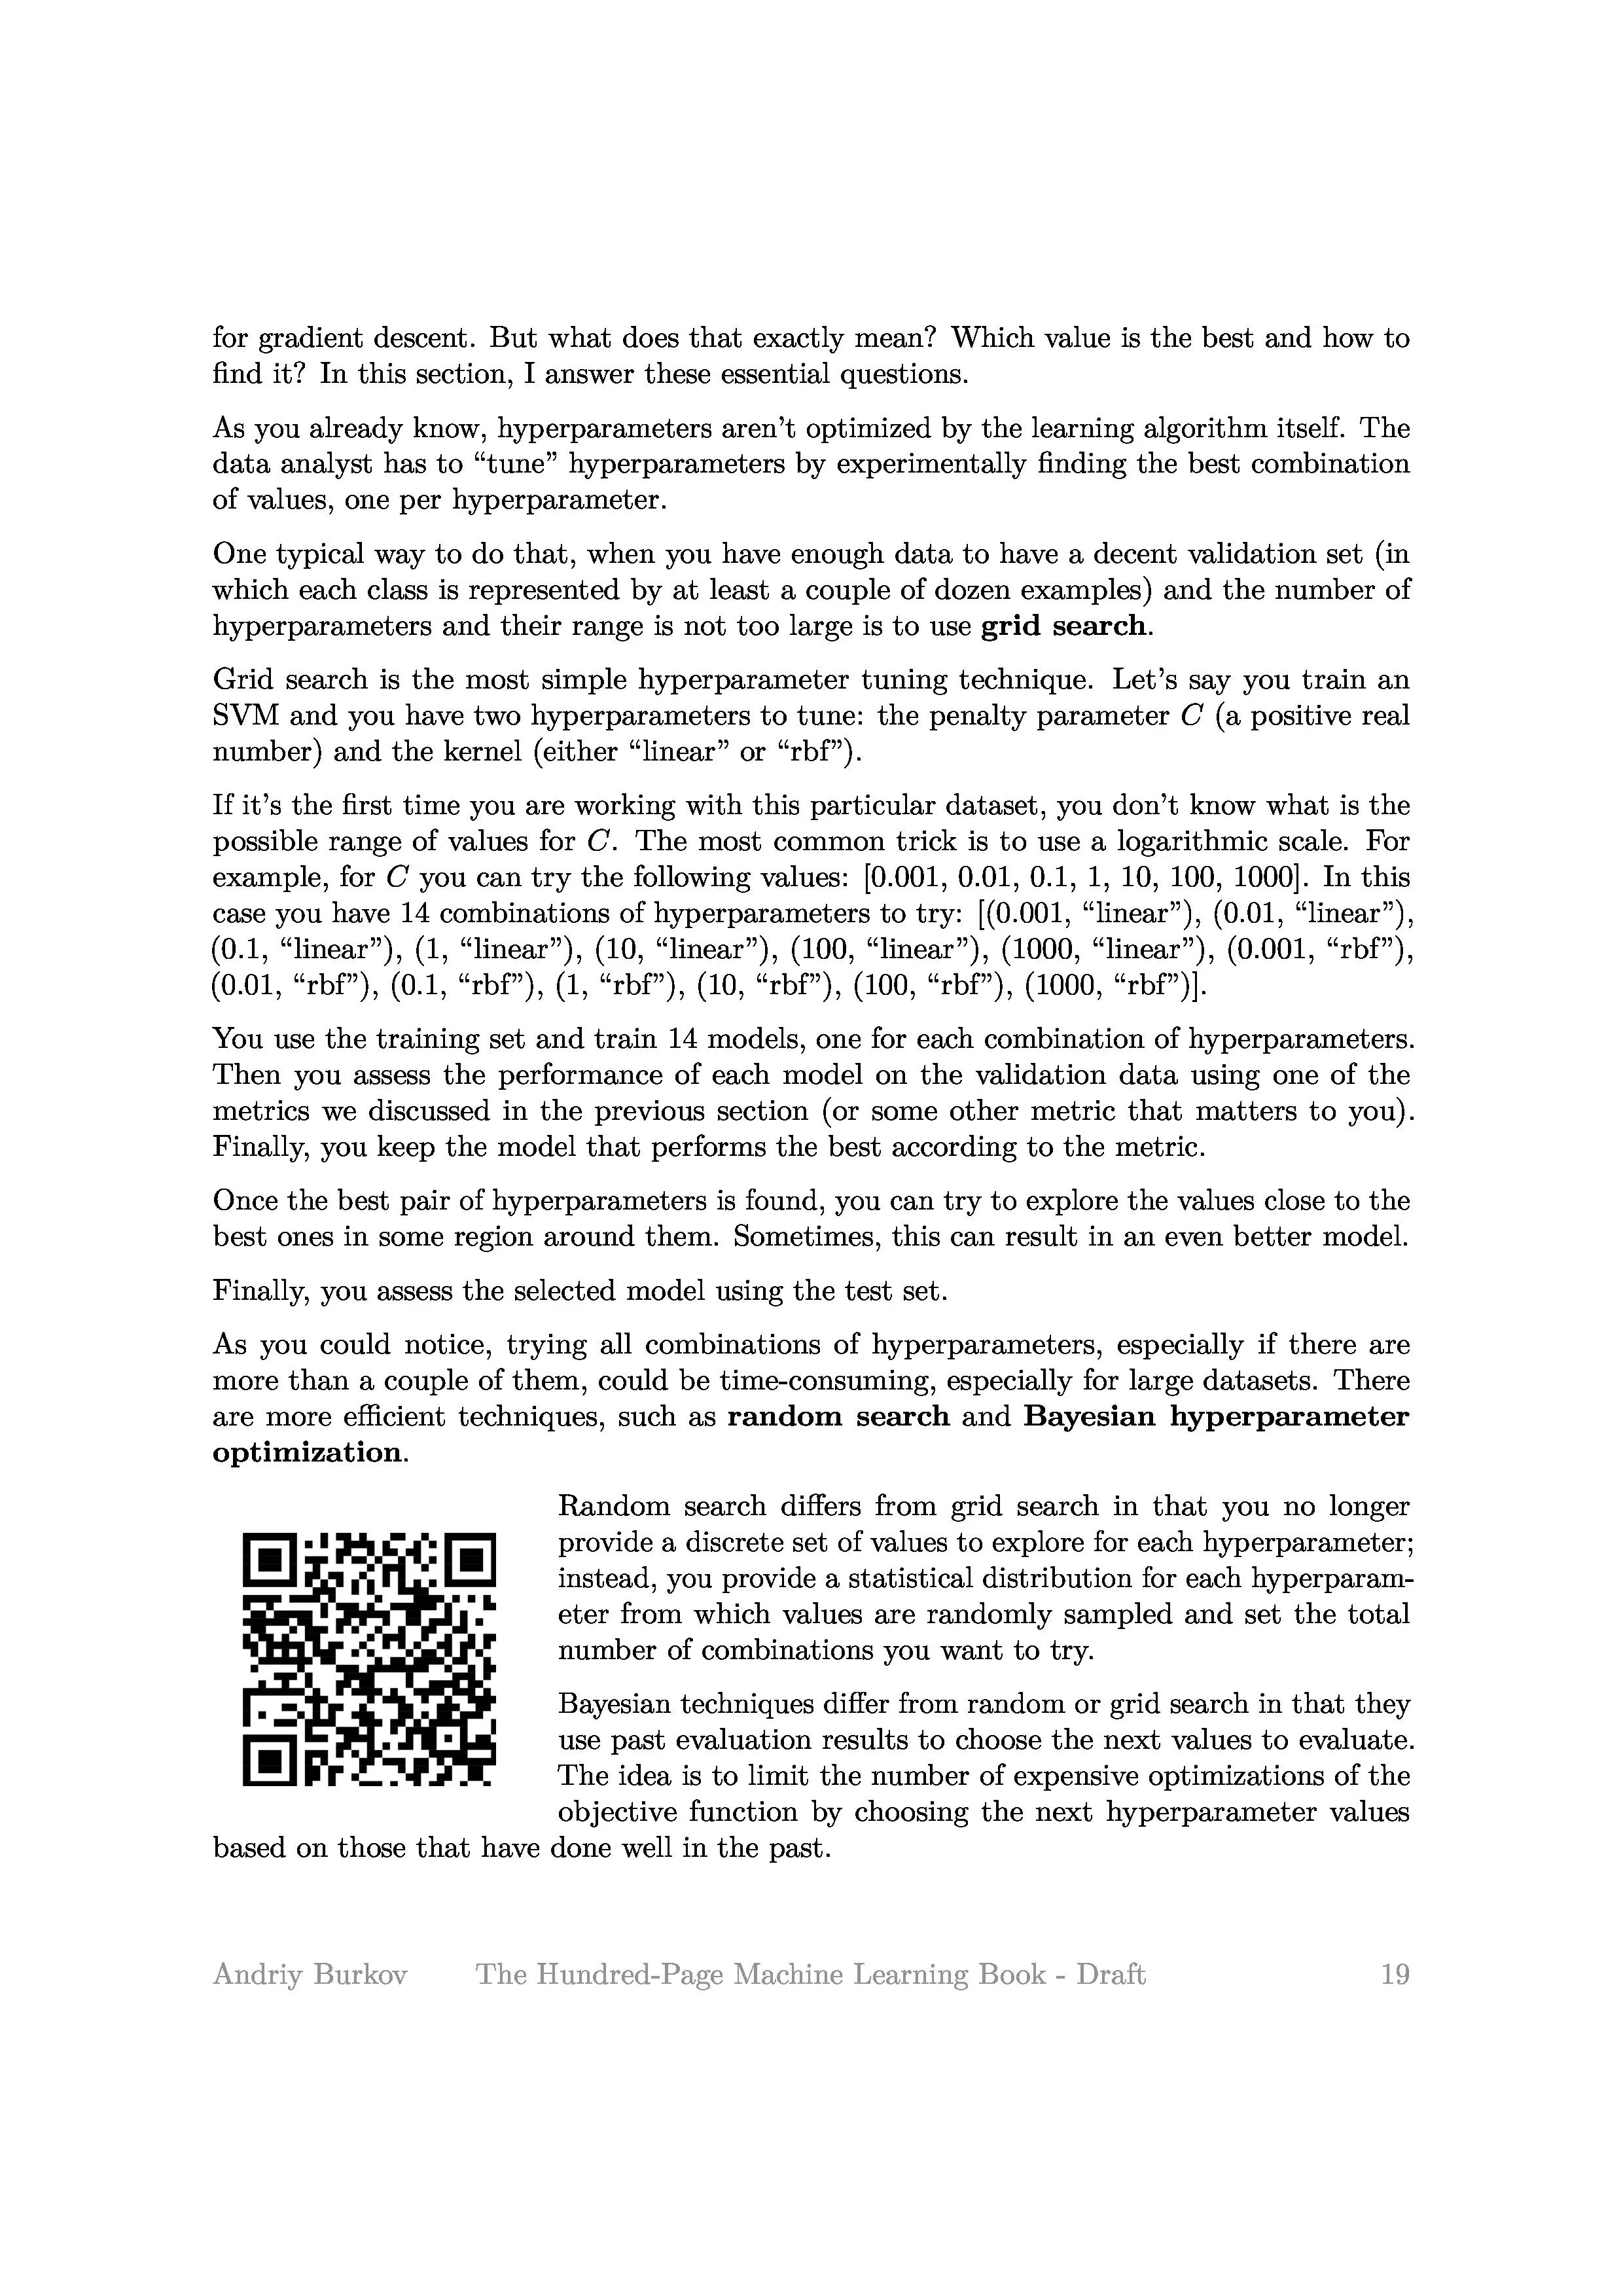 for gradient descent. But what does that exactly mean? Which value is the best and how to
find it? In this section, I answer these essential questions.
As you already know, hyperparameters aren’t optimized by the learning algorithm itself. The
data analyst has to “tune” hyperparameters by experimentally finding the best combination
of values, one per hyperparameter.
One typical way to do that, when you have enough data to have a decent validation set (in
which each class is represented by at least a couple of dozen examples) and the number of
hyperparameters and their range is not too large is to use grid search.
Grid search is the most simple hyperparameter tuning technique. Let’s say you train an
SVM and you have two hyperparameters to tune: the penalty parameter C (a positive real
number) and the kernel (either “linear” or “rbf”).
If it’s the first time you are working with this particular dataset, you don’t know what is the
possible range of values for C. The most common trick is to use a logarithmic scale. For
example, for C you can try the following values: [0.001, 0.01, 0.1, 1, 10, 100, 1000]. In this
case you have 14 combinations of hyperparameters to try: [(0.001, “linear”), (0.01, “linear”),
(0.1, “linear”), (1, “linear”), (10, “linear”), (100, “linear”), (1000, “linear”), (0.001, “rbf”),
(0.01, “rbf”), (0.1, “rbf”), (1, “rbf”), (10, “rbf”), (100, “rbf”), (1000, “rbf”)].
You use the training set and train 14 models, one for each combination of hyperparameters.
Then you assess the performance of each model on the validation data using one of the
metrics we discussed in the previous section (or some other metric that matters to you).
Finally, you keep the model that performs the best according to the metric.
Once the best pair of hyperparameters is found, you can try to explore the values close to the
best ones in some region around them. Sometimes, this can result in an even better model.
Finally, you assess the selected model using the test set.
As you could notice, trying all combinations of hyperparameters, especially if there are
more than a couple of them, could be time-consuming, especially for large datasets. There
are more efficient techniques, such as random search and Bayesian hyperparameter
optimization.
Random search differs from grid search in that you no longer
provide a discrete set of values to explore for each hyperparameter;
instead, you provide a statistical distribution for each hyperparam-
eter from which values are randomly sampled and set the total
number of combinations you want to try.
Bayesian techniques differ from random or grid search in that they
use past evaluation results to choose the next values to evaluate.
The idea is to limit the number of expensive optimizations of the
objective function by choosing the next hyperparameter values
based on those that have done well in the past.
Andriy Burkov The Hundred-Page Machine Learning Book - Draft 19